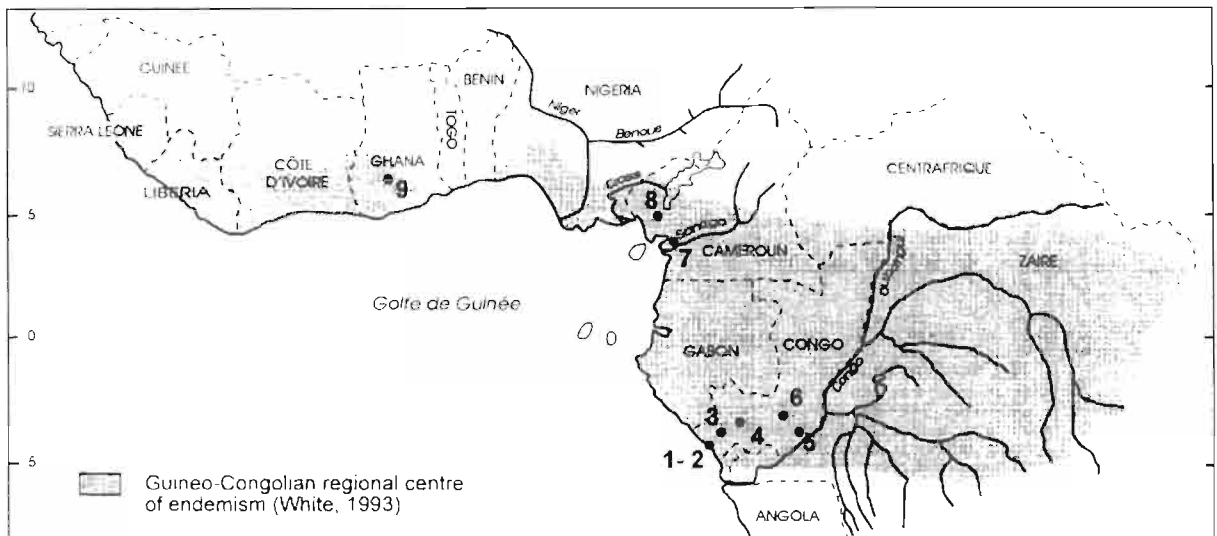 10
GUINEE
SIERRA LEONE
LIBERIA
CÔTE
D'IVOIRE
GHANA
9
TOGO
BENIN
Niger
NIGERIA
Benoue
CENTRAFRIQUE
5
8
Sanaga
7
CAMEROUN
Oubangui
ZAIRE
Golfe de Guinée
0
GABON
CONGO
Congo
6
3
4
5
1-2
5
Guineo-Congolian regional centre
of endemism (White, 1993)
ANGOLA